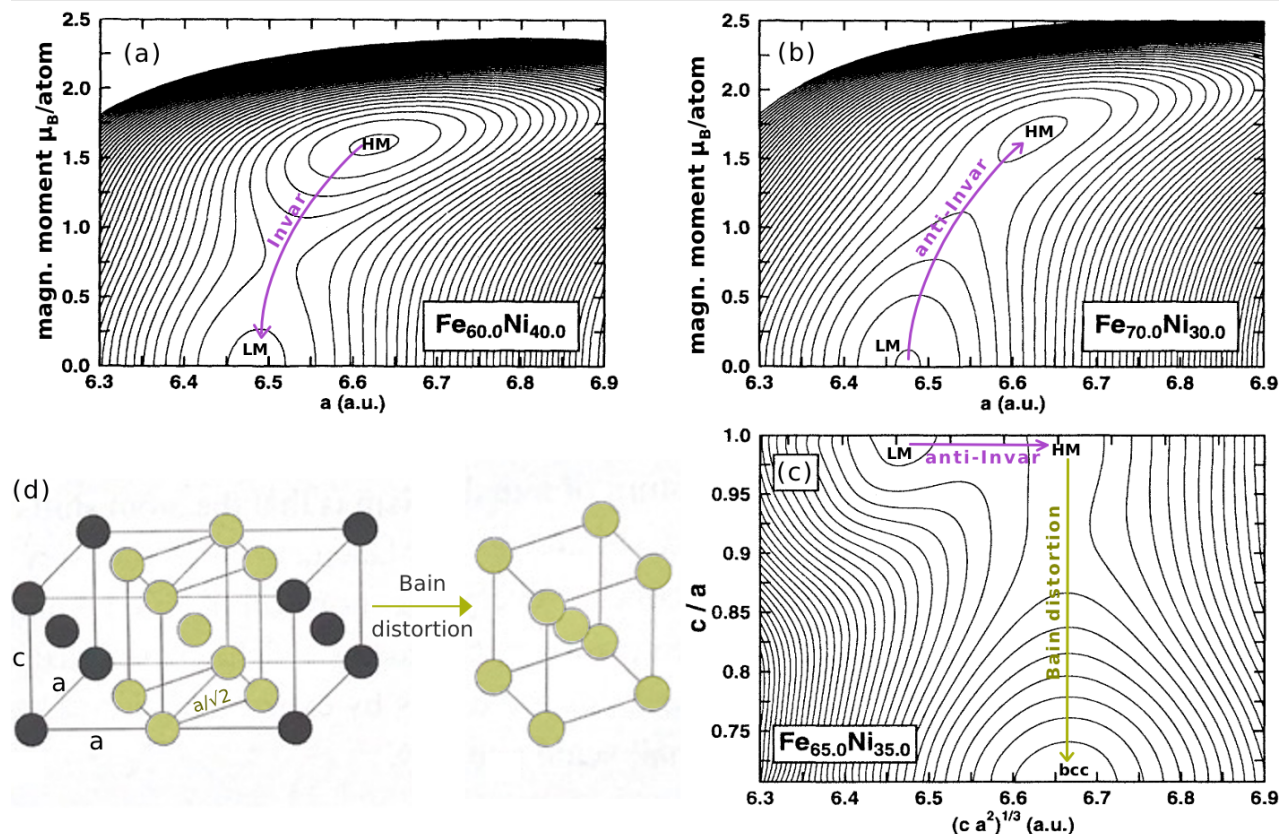 (a)
magn. moment μB/atom
2.5
2.0
1.5
1.0
0.5
0.0
HM
Invar
LM
Fe60.0Ni40.0
6.3 6.4 6.5 6.6 6.7 6.8 6.9
a (a.u.)
(b)
magn. moment μB/atom
2.5
2.0
1.5
1.0
0.5
0.0
HM
anti-Invar
LM
Fe70.0Ni30.0
6.3 6.4 6.5 6.6 6.7 6.8 6.9
a (a.u.)
(d)
c
a
a
a/√2
Bain
distortion
c/a
1.0
0.95
0.9
0.85
0.8
0.75
(c)
LM
anti-Invar
HM
Bain distortion
bcc
Fe65.0Ni35.0
6.3 6.4 6.5 6.6 6.7 6.8 6.9
(c a²)1/3 (a.u.)